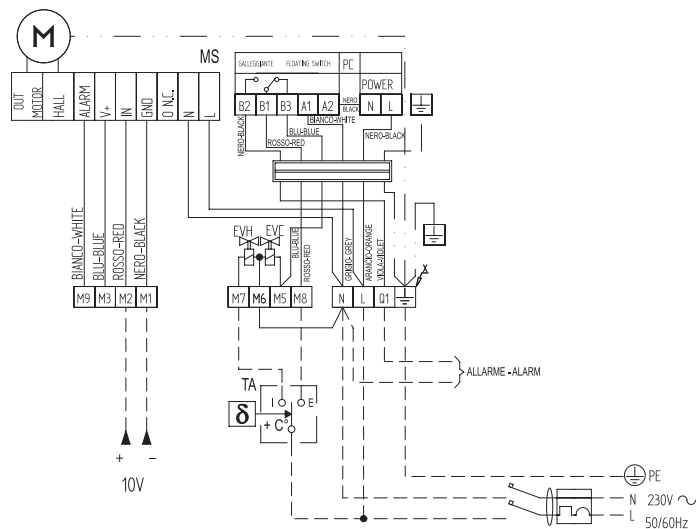 M
MS
OUT
MOTOR
HALL
ALARM
V+
IN
GND
O N.C.
N
L
GALLEGGIANTE FLOATING SWITCH PC
POWER
B2 B1 B3 A1 A2 NERO BLACK N L
BIANCO-WHITE
NERO-BLACK
ROSSO-RED
BLU-BLUE
NERO-BLACK
BIANCO-WHITE
BLU-BLUE
ROSSO-RED
NERO-BLACK
EVH EVC
BLU-BLUE
ROSSO-RED
GRIGIO-GREY
ARANCIO-ORANGE
VIOLA-VIOLET
M9 M3 M2 M1
M7 M6 M5 M8
N L Q1
ALLARME - ALARM
TA
I E
δ
+ C°
+ −
10V
PE
N 230V ~
L 50/60Hz